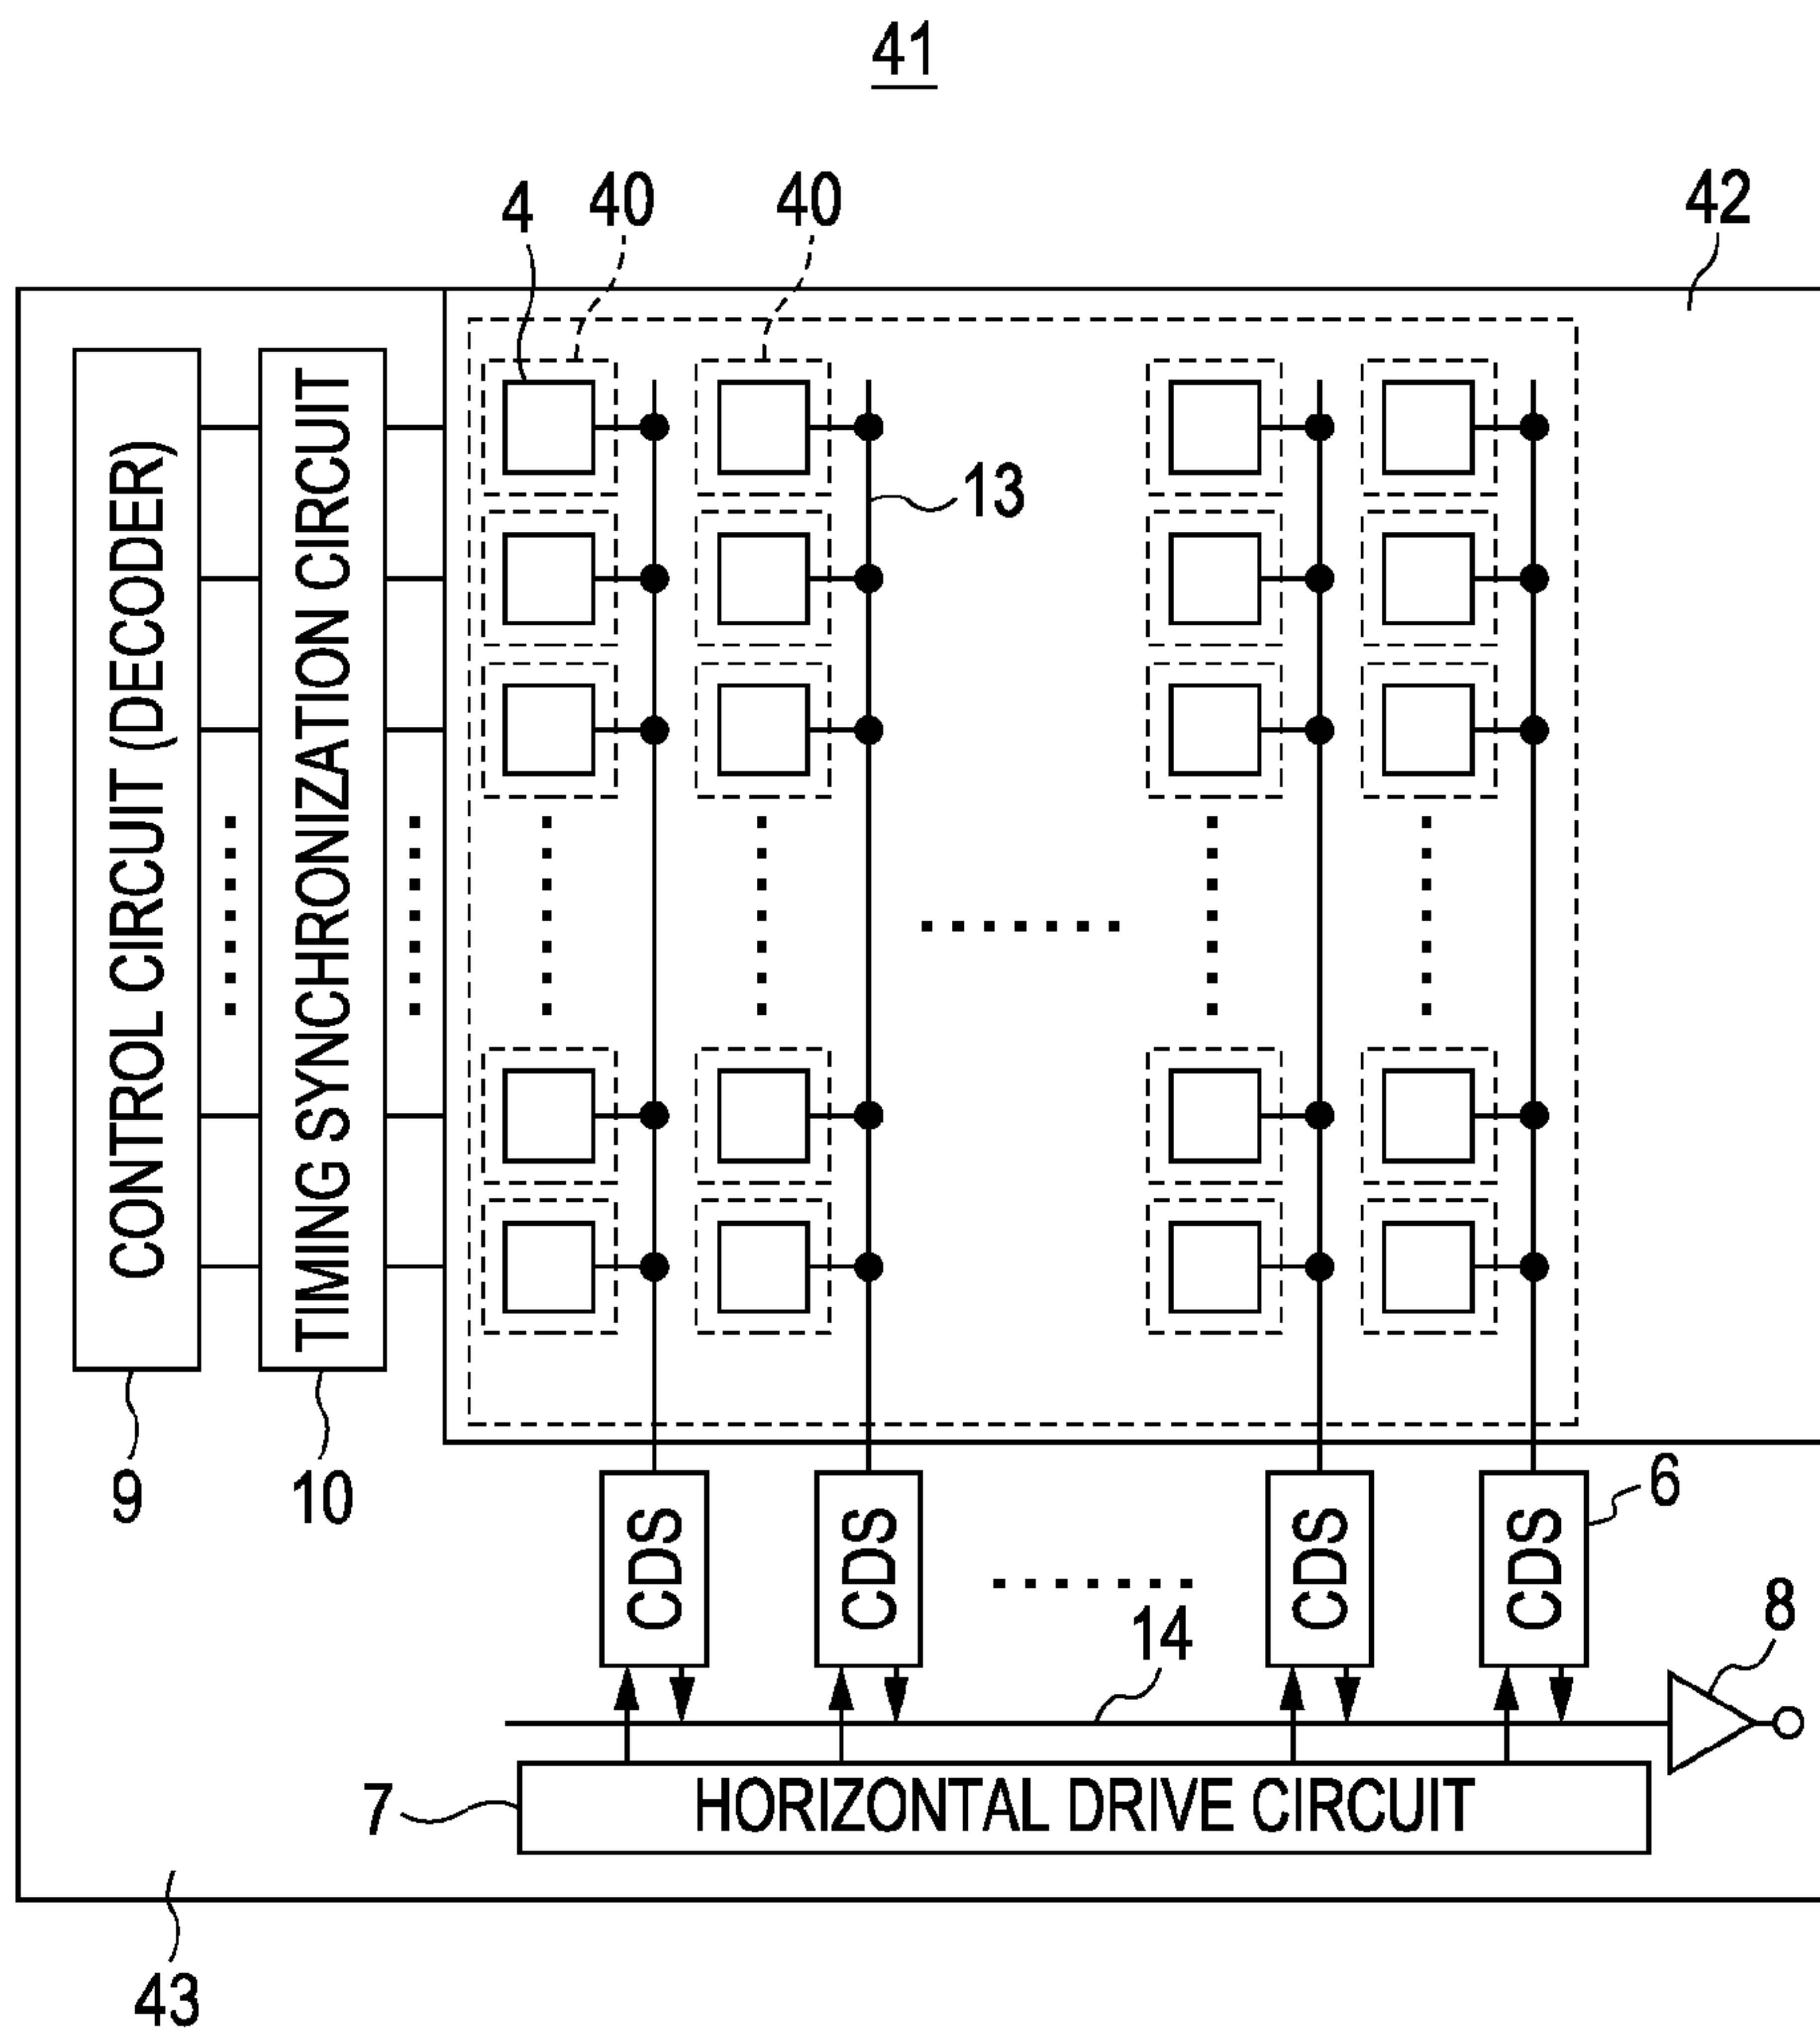 41
4
40
40
42
13
CONTROL CIRCUIT (DECODER)
TIMING SYNCHRONIZATION CIRCUIT
9
10
6
CDS
CDS
CDS
CDS
14
8
7
HORIZONTAL DRIVE CIRCUIT
43